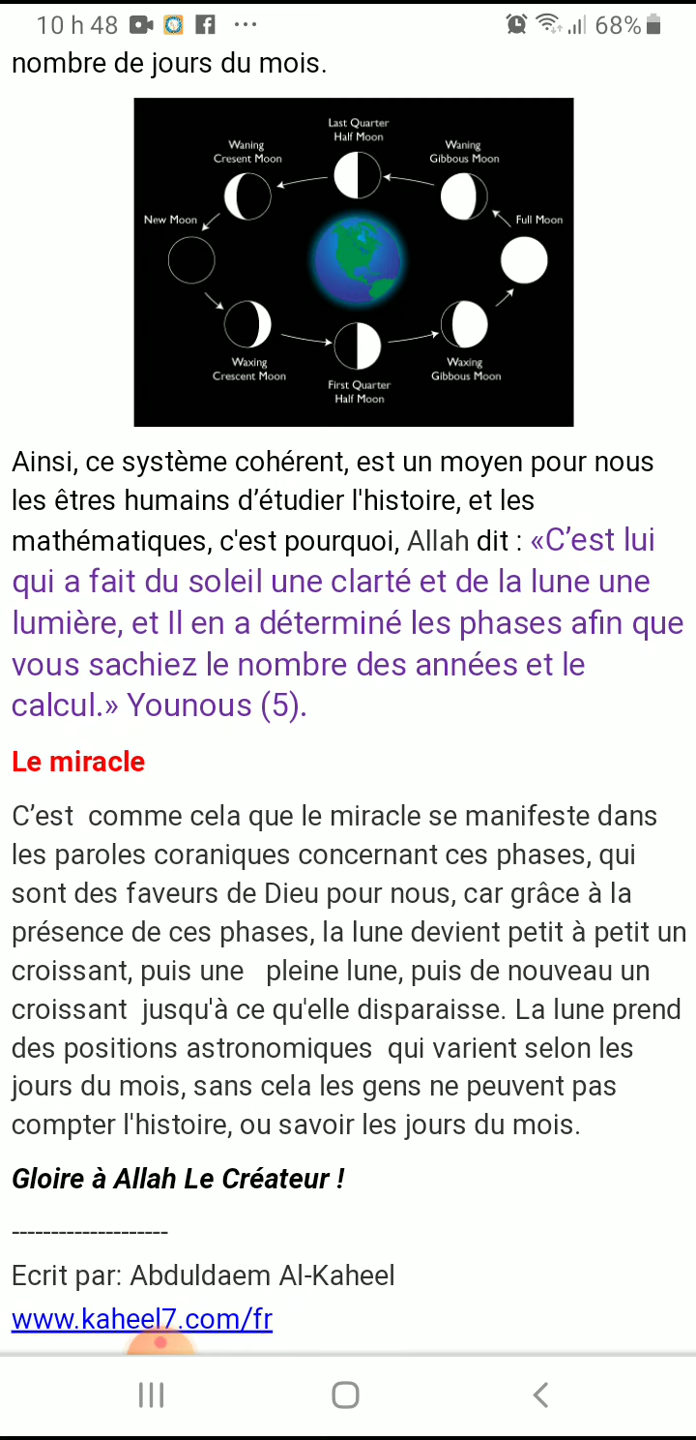 10 h 48
68%
nombre de jours du mois.
Last Quarter
Half Moon
Waning
Cresent Moon
Waning
Gibbous Moon
New Moon
Full Moon
Waxing
Crescent Moon
First Quarter
Half Moon
Waxing
Gibbous Moon
Ainsi, ce système cohérent, est un moyen pour nous
les êtres humains d’étudier l'histoire, et les
mathématiques, c'est pourquoi, Allah dit : «C’est lui
qui a fait du soleil une clarté et de la lune une
lumière, et Il en a déterminé les phases afin que
vous sachiez le nombre des années et le
calcul.» Younous (5).
Le miracle
C’est  comme cela que le miracle se manifeste dans
les paroles coraniques concernant ces phases, qui
sont des faveurs de Dieu pour nous, car grâce à la
présence de ces phases, la lune devient petit à petit un
croissant, puis une   pleine lune, puis de nouveau un
croissant  jusqu'à ce qu'elle disparaisse. La lune prend
des positions astronomiques  qui varient selon les
jours du mois, sans cela les gens ne peuvent pas
compter l'histoire, ou savoir les jours du mois.
Gloire à Allah Le Créateur !
--------------------
Ecrit par: Abduldaem Al-Kaheel
www.kaheel7.com/fr